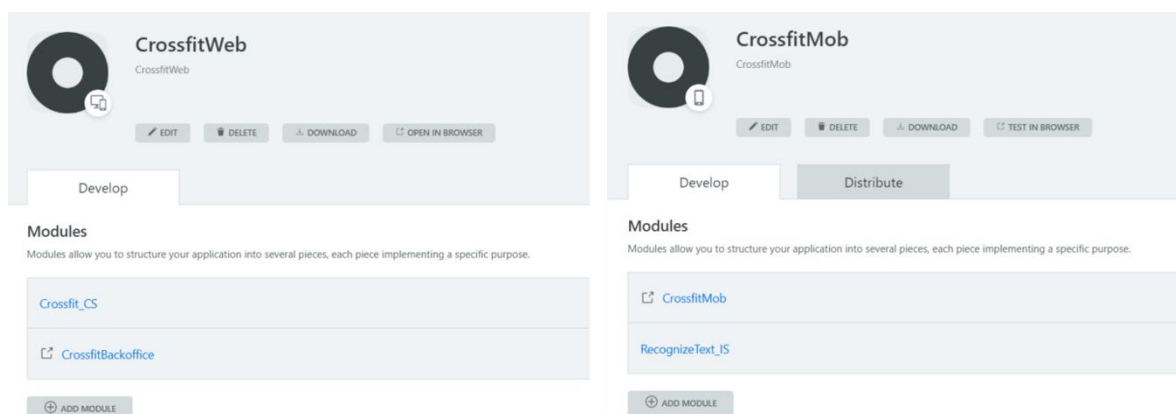 CrossfitWeb
CrossfitWeb
EDIT
DELETE
DOWNLOAD
OPEN IN BROWSER
Develop
Modules
Modules allow you to structure your application into several pieces, each piece implementing a specific purpose.
Crossfit_CS
CrossfitBackoffice
ADD MODULE
CrossfitMob
CrossfitMob
EDIT
DELETE
DOWNLOAD
TEST IN BROWSER
Develop
Distribute
Modules
Modules allow you to structure your application into several pieces, each piece implementing a specific purpose.
CrossfitMob
RecognizeText_IS
ADD MODULE